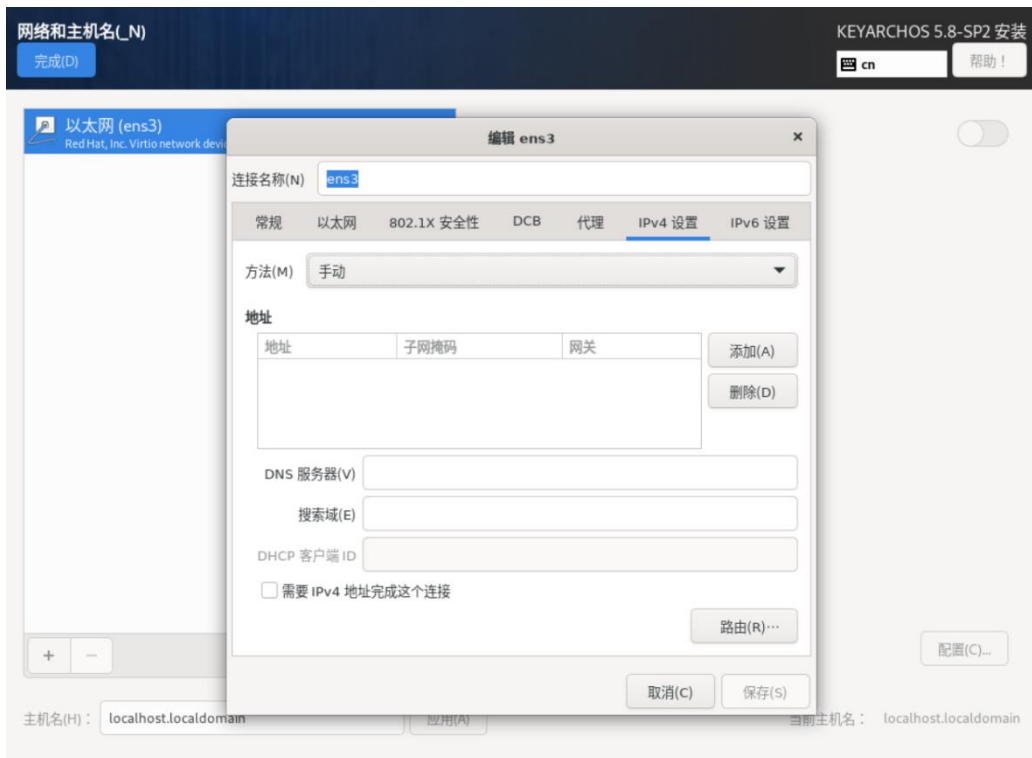 网络和主机名(_N)
KEYARCHOS 5.8-SP2 安装
完成(D)
cn
帮助！
以太网 (ens3)
Red Hat, Inc. Virtio network devi
编辑 ens3
连接名称(N)
ens3
常规 以太网 802.1X 安全性 DCB 代理 IPv4 设置 IPv6 设置
方法(M) 手动
地址
地址 子网掩码 网关
添加(A)
删除(D)
DNS 服务器(V)
搜索域(E)
DHCP 客户端 ID
需要 IPv4 地址完成这个连接
路由(R)…
配置(C)...
取消(C) 保存(S)
主机名(H)： localhost.localdomain 应用(A) 当前主机名： localhost.localdomain